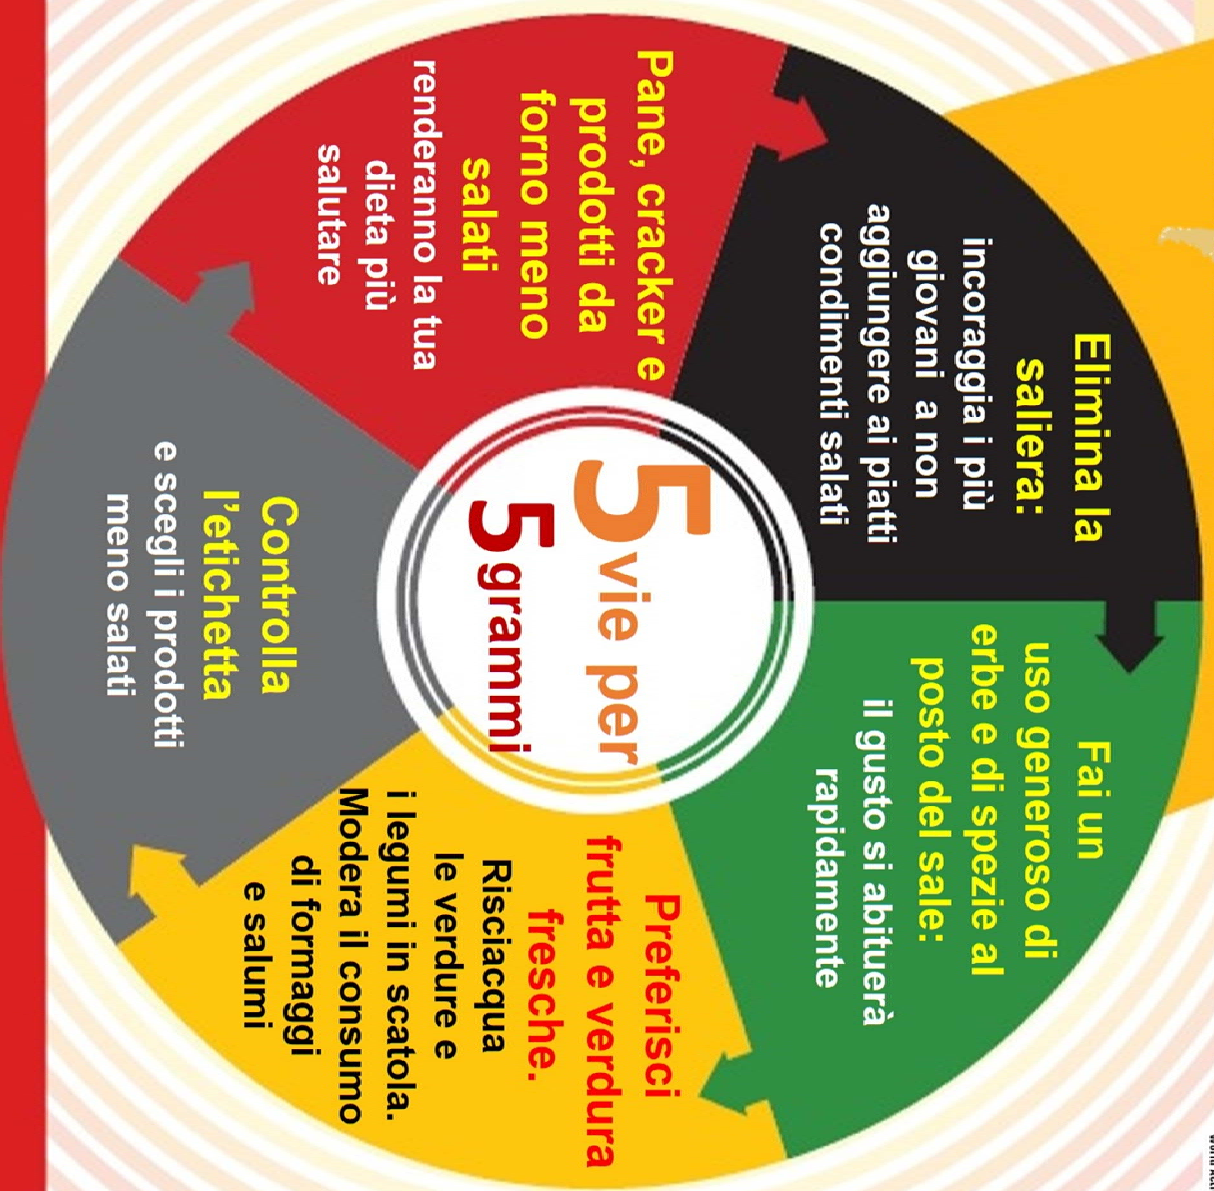 5 vie per
5 grammi
Elimina la
saliera:
incoraggia i più
giovani a non
aggiungere ai piatti
condimenti salati
Fai un
uso generoso di
erbe e di spezie al
posto del sale:
il gusto si abituerà
rapidamente
Preferisci
frutta e verdura
fresche.
Risciacqua
le verdure e
i legumi in scatola.
Modera il consumo
di formaggi
e salumi
Controlla
l'etichetta
e scegli i prodotti
meno salati
Pane, cracker e
prodotti da
forno meno
salati
renderanno la tua
dieta più
salutare